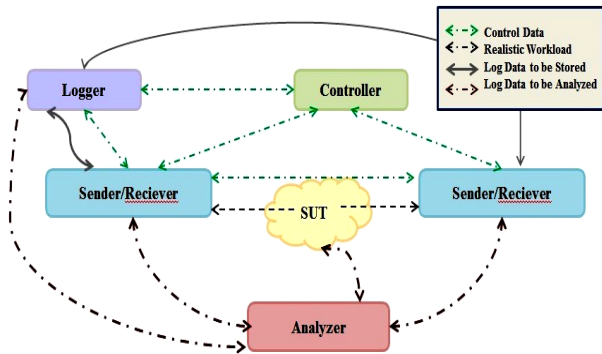 Control Data
Realistic Workload
Log Data to be Stored
Log Data to be Analyzed
Logger
Controller
Sender/Reciever
Sender/Reciever
SUT
Analyzer